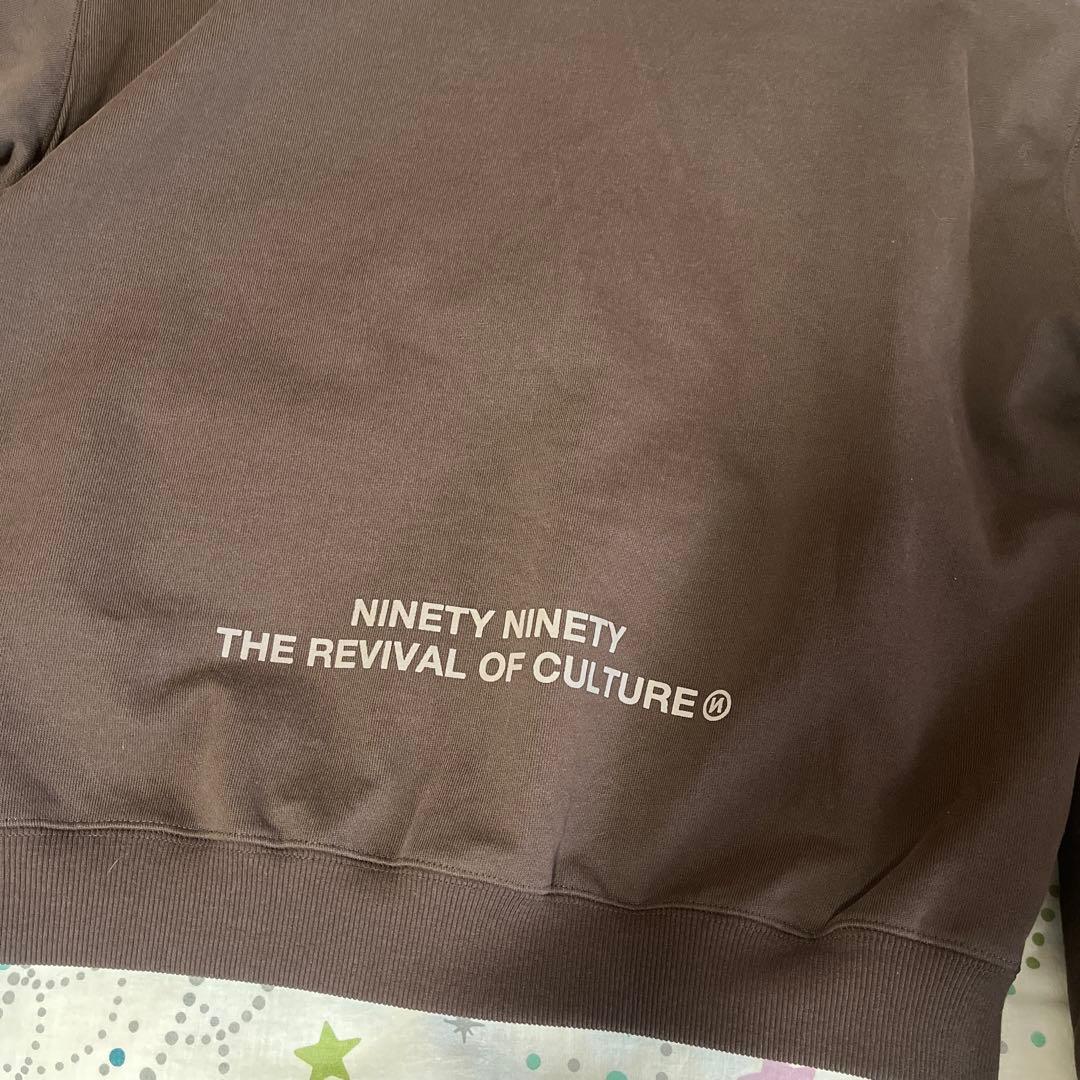 NINETY NINETY
THE REVIVAL OF CULTURE И